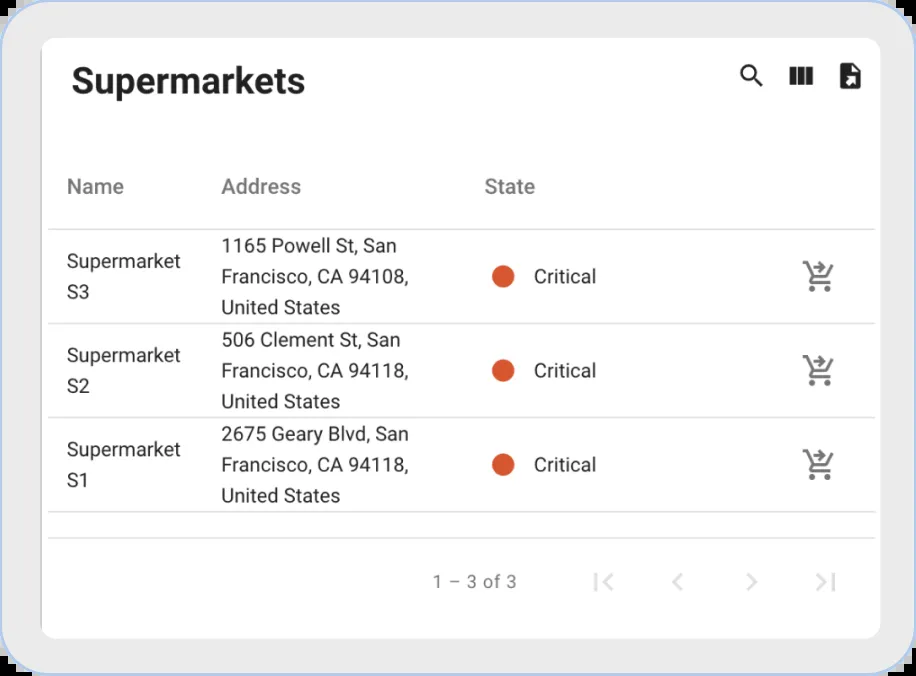 Supermarkets
Name Address State
Supermarket S3
1165 Powell St, San
Francisco, CA 94108,
United States
Critical
Supermarket S2
506 Clement St, San
Francisco, CA 94118,
United States
Critical
Supermarket S1
2675 Geary Blvd, San
Francisco, CA 94118,
United States
Critical
1 – 3 of 3